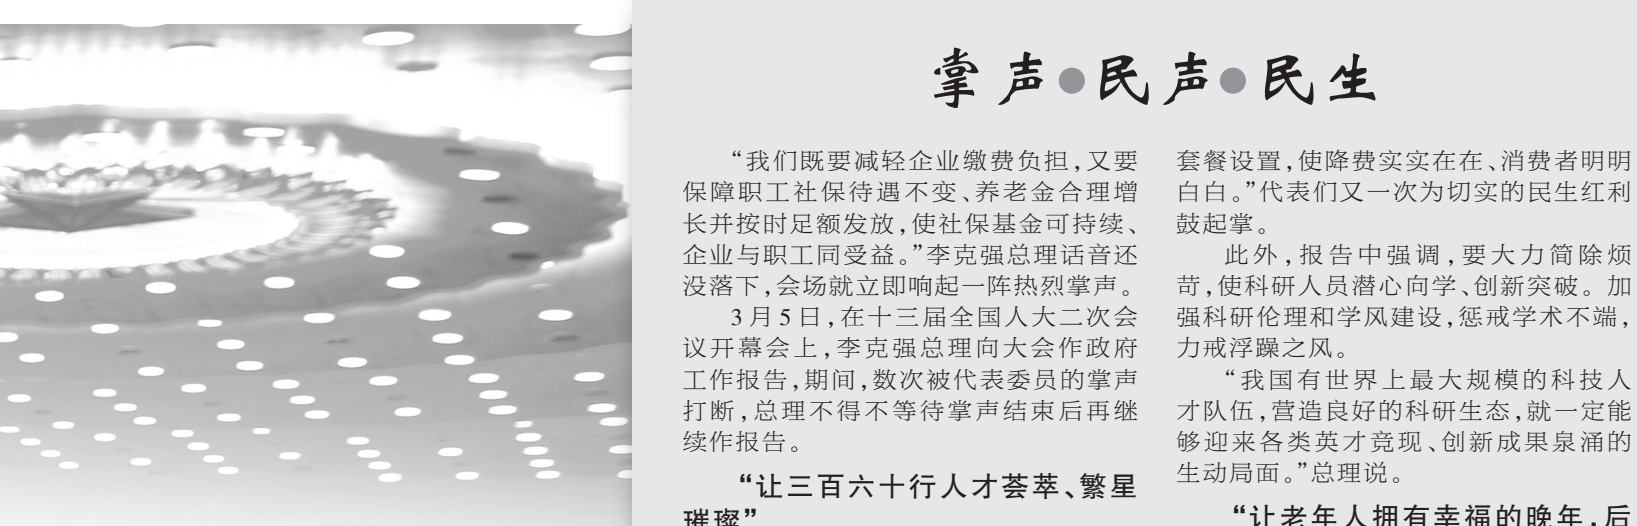 掌声●民声●民生
“我们既要减轻企业缴费负担,又要
保障职工社保待遇不变、养老金合理增
长并按时足额发放,使社保基金可持续、
企业与职工同受益。”李克强总理话音还
没落下,会场就立即响起一阵热烈掌声。
3月5日,在十三届全国人大二次会
议开幕会上,李克强总理向大会作政府
工作报告,期间,数次被代表委员的掌声
打断,总理不得不等待掌声结束后再继
续作报告。
“让三百六十行人才荟萃、繁星
璀璨”
套餐设置,使降费实实在在、消费者明明
白白。”代表们又一次为切实的民生红利
鼓起掌。
此外,报告中强调,要大力简除烦
苛,使科研人员潜心向学、创新突破。加
强科研伦理和学风建设,惩戒学术不端,
力戒浮躁之风。
“我国有世界上最大规模的科技人
才队伍,营造良好的科研生态,就一定能
够迎来各类英才竞现、创新成果泉涌的
生动局面。”总理说。
“让老年人拥有幸福的晚年,后